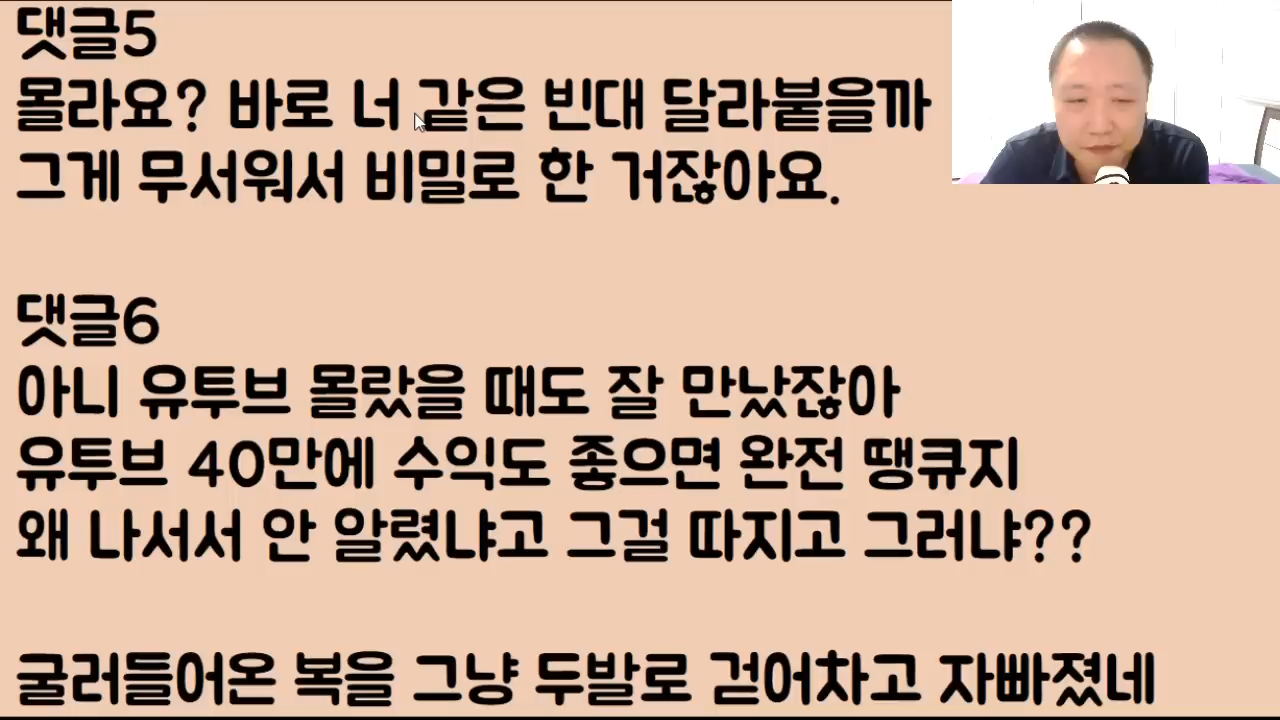 댓글5
몰라요? 바로 너 같은 빈대 달라붙을까
그게 무서워서 비밀로 한 거잖아요.
댓글6
아니 유투브 몰랐을 때도 잘 만났잖아
유투브 40만에 수익도 좋으면 완전 땡큐지
왜 나서서 안 알렸냐고 그걸 따지고 그러냐??
굴러들어온 복을 그냥 두발로 걷어차고 자빠졌네